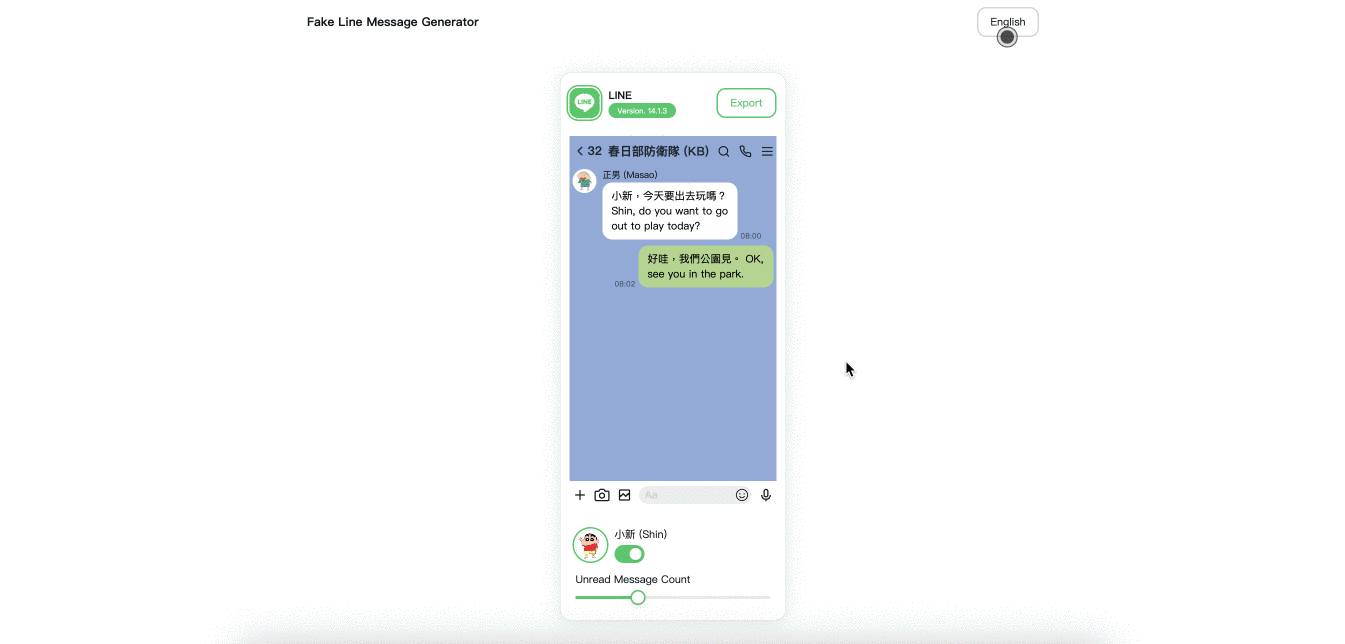 Fake Line Message Generator
English
LINE
LINE
Version. 14.1.3
Export
32 春日部防衛隊 (KB)
正男 (Masao)
小新，今天要出去玩嗎？
Shin, do you want to go
out to play today?
08:00
好哇，我們公園見。 OK,
see you in the park.
08:02
Aa
小新 (Shin)
Unread Message Count